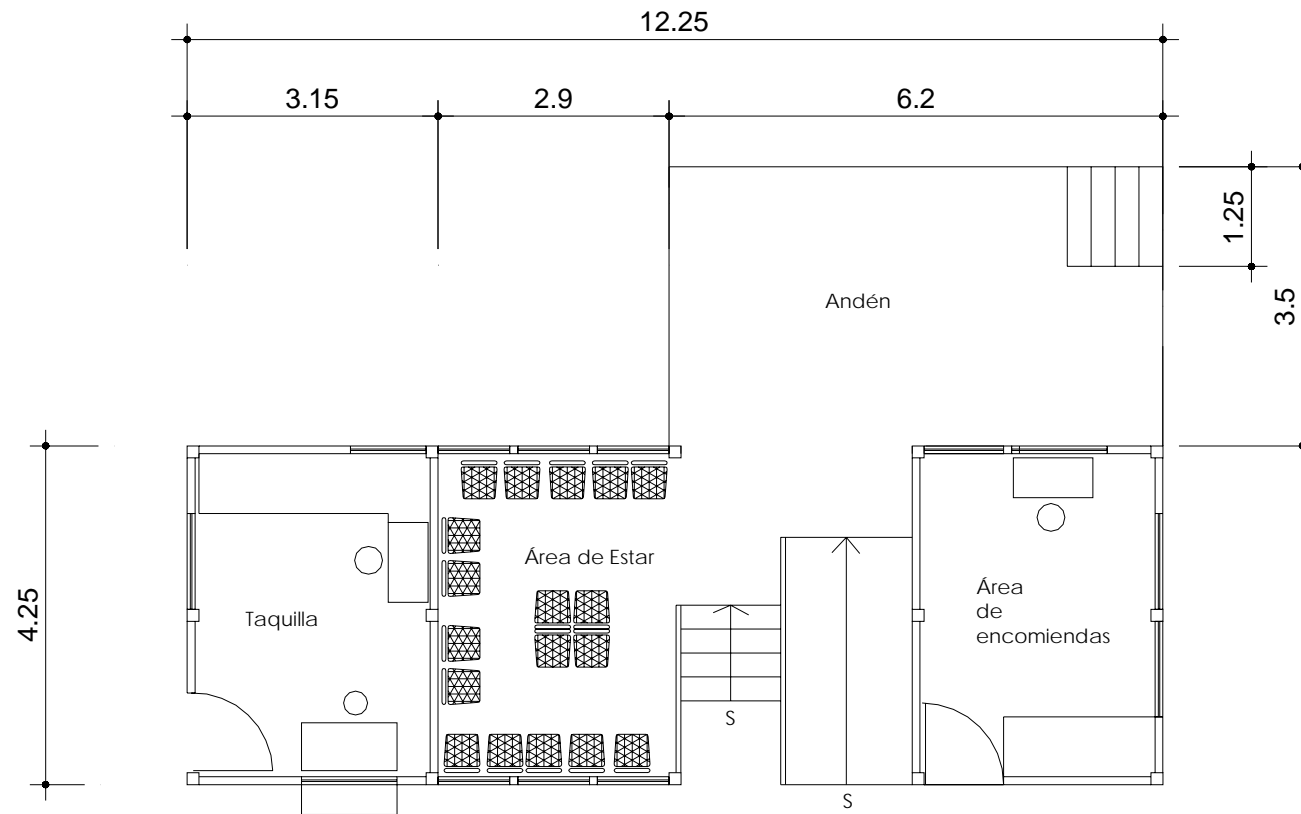 12.25
3.15
2.9
6.2
1.25
3.5
Andén
4.25
Área de Estar
Taquilla
Área
de
encomiendas
S
S